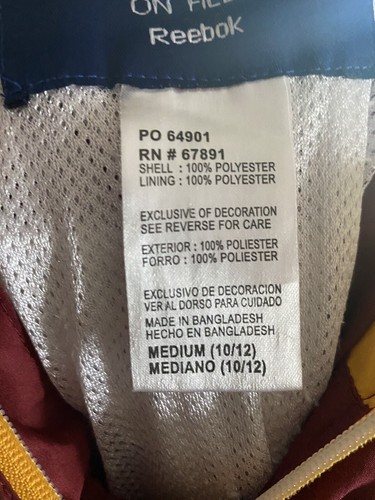 ON FIEL
Reebok
PO 64901
RN # 67891
SHELL : 100% POLYESTER
LINING : 100% POLYESTER
EXCLUSIVE OF DECORATION
SEE REVERSE FOR CARE
EXTERIOR : 100% POLIESTER
FORRO : 100% POLIESTER
EXCLUSIVO DE DECORACION
VER AL DORSO PARA CUIDADO
MADE IN BANGLADESH
HECHO EN BANGLADESH
MEDIUM (10/12)
MEDIANO (10/12)